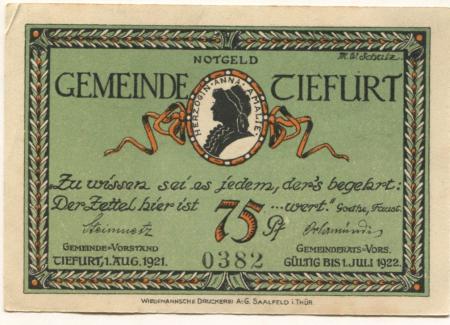 NOTGELD
M.W. Schulz
GEMEINDE TIEFURT
HERZOGIN·ANNA·AMALIE·
„Zu wissen sei es jedem, der's begehrt:
Der Zettel hier ist 75 Pf ...wert." Goethe, Faust.
Steinmetz
GEMEINDE-VORSTAND GEMEINDERATS-VORS.
TIEFURT, 1. AUG. 1921. 0382 GÜLTIG BIS 1. JULI 1922.
WIEDEMANNSCHE DRUCKEREI A:G. SAALFELD i. THÜR.